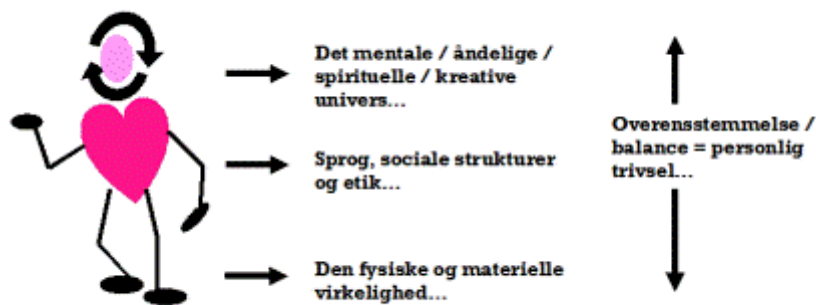 Det mentale / åndelige /
spirituelle / kreative
univers...
Sprog, sociale strukturer
og etik...
Den fysiske og materielle
virkelighed...
Overensstemmelse /
balance = personlig
trivsel...